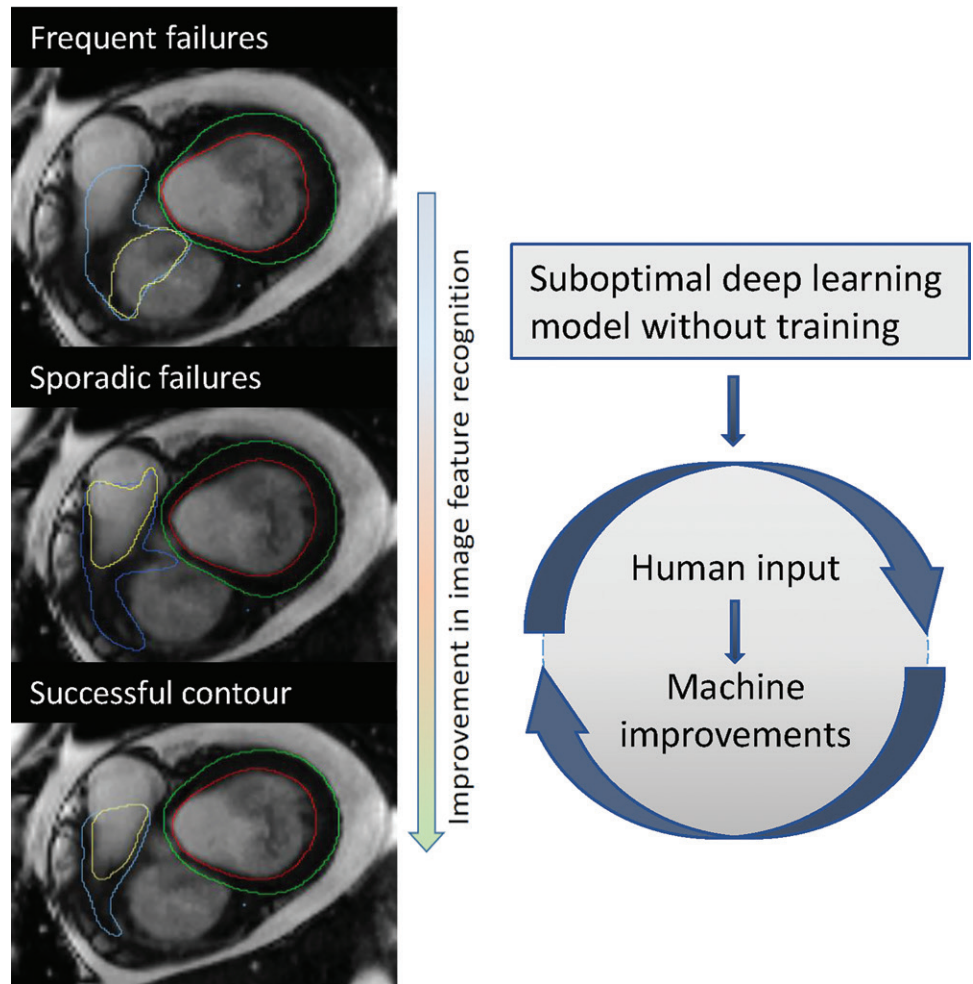 Frequent failures
Sporadic failures
Successful contour
Improvement in image feature recognition
Suboptimal deep learning
model without training
Human input
Machine
improvements